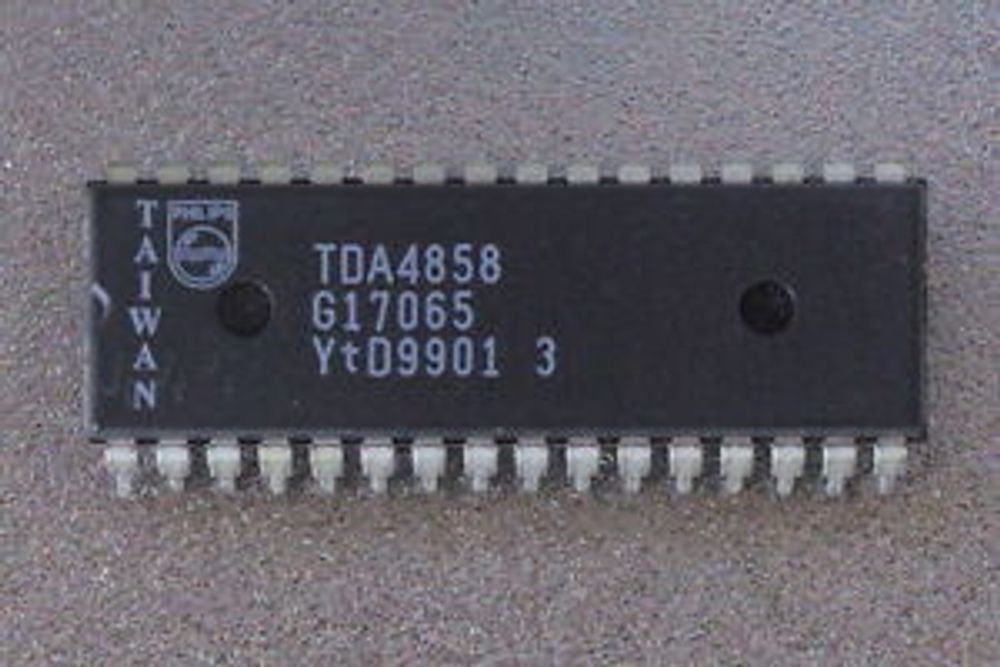 TAIWAN
PHILIPS
TDA4858
G17065
YtD9901 3